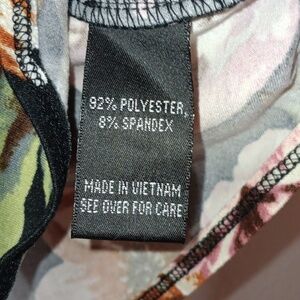 92% POLYESTER,
8% SPANDEX
MADE IN VIETNAM
SEE OVER FOR CARE